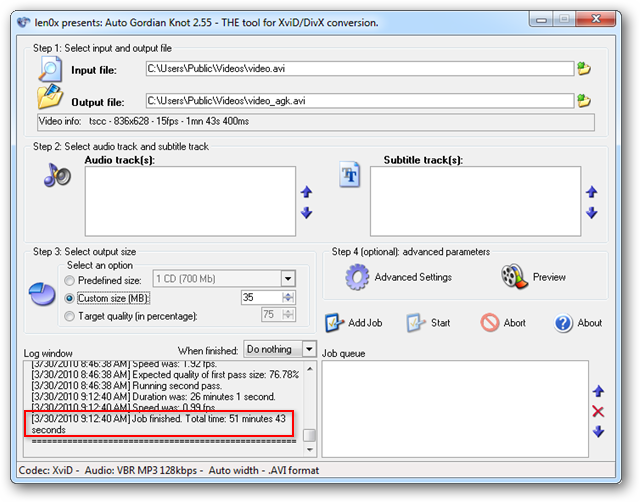 len0x presents: Auto Gordian Knot 2.55 - THE tool for XviD/DivX conversion.
Step 1: Select input and output file
Input file:
C:\Users\Public\Videos\video.avi
Output file:
C:\Users\Public\Videos\video_agk.avi
Video info: tscc - 836x628 - 15fps - 1mn 43s 400ms
Step 2: Select audio track and subtitle track
Audio track(s):
Subtitle track(s):
Step 3: Select output size
Select an option
Predefined size:
1 CD (700 Mb)
Custom size (MB):
35
Target quality (in percentage):
75
Step 4 (optional): advanced parameters
Advanced Settings
Preview
Add Job
Start
Abort
About
Log window
When finished:
Do nothing
[3/30/2010 8:46:38 AM] Speed was: 1.92 fps.
[3/30/2010 8:46:38 AM] Expected quality of first pass size: 76.78%
[3/30/2010 8:46:38 AM] Running second pass.
[3/30/2010 9:12:40 AM] Duration was: 26 minutes 1 second.
[3/30/2010 9:12:40 AM] Speed was: 0.99 fps.
[3/30/2010 9:12:40 AM] Job finished. Total time: 51 minutes 43
seconds
Job queue
Codec: XviD - Audio: VBR MP3 128kbps - Auto width - .AVI format